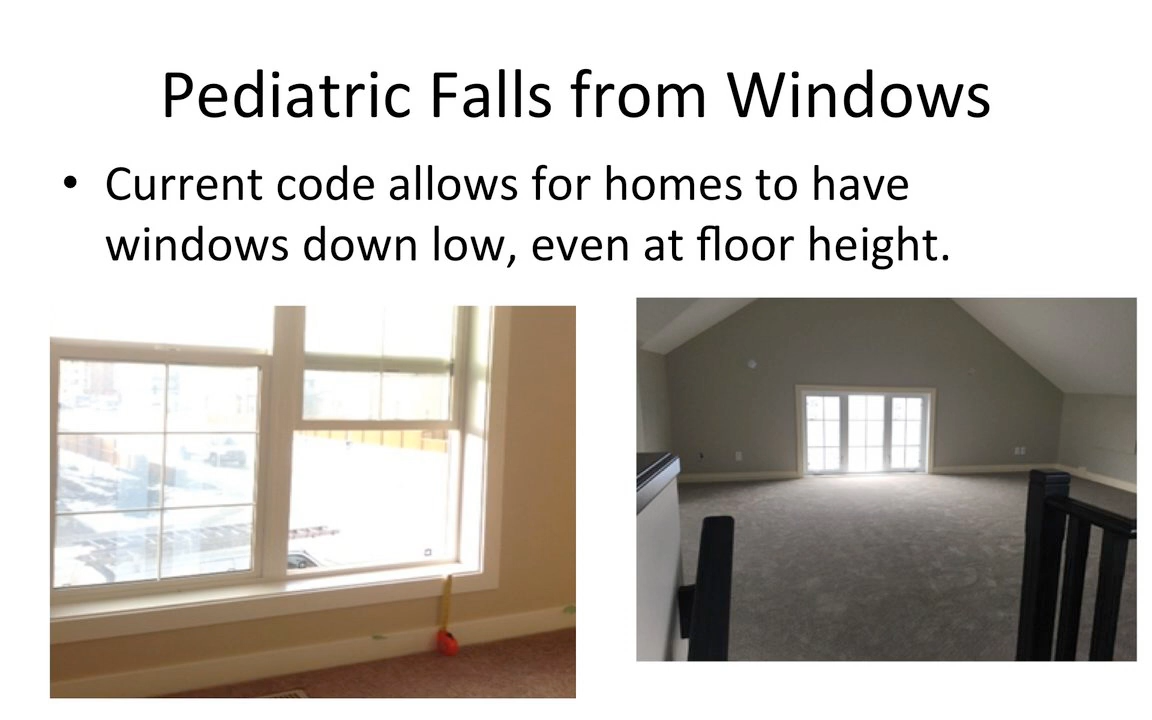 Pediatric Falls from Windows
• Current code allows for homes to have
windows down low, even at floor height.